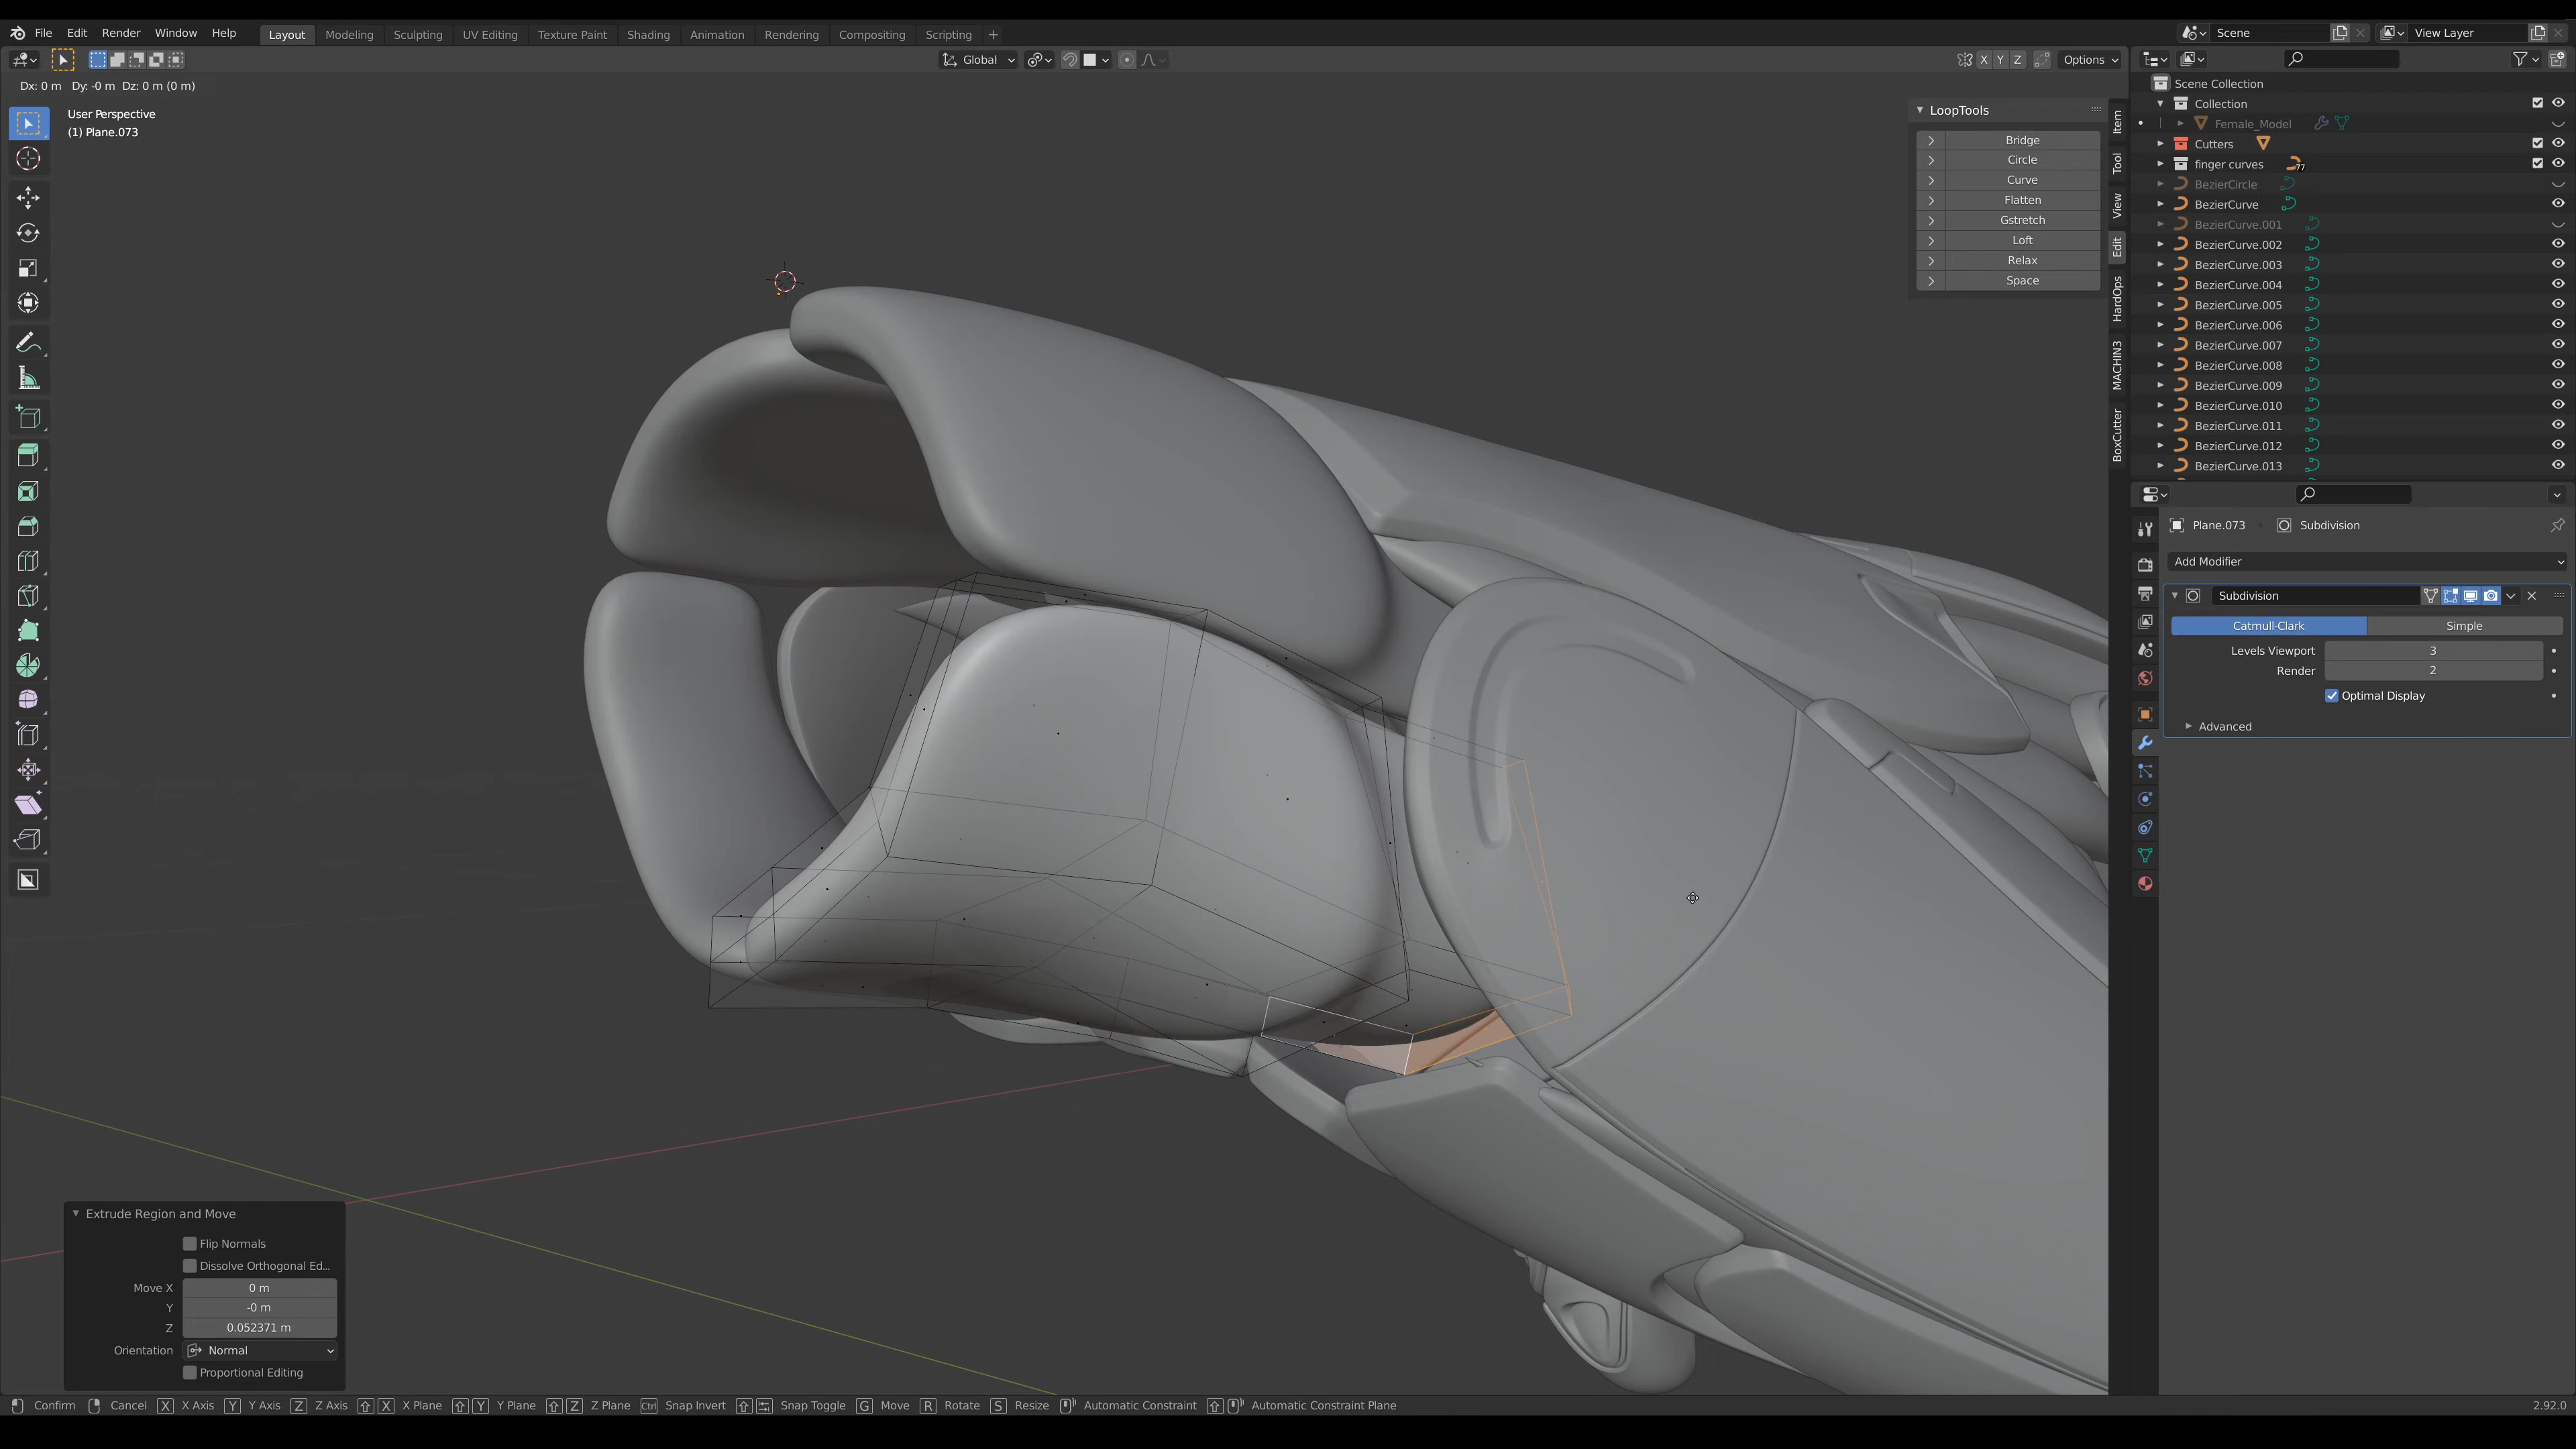 File Edit Render Window Help Layout Modeling Sculpting UV Editing Texture Paint Shading Animation Rendering Compositing Scripting + Scene View Layer
Global X Y Z Options
Dx: 0 m Dy: -0 m Dz: 0 m (0 m)
User Perspective
(1) Plane.073
LoopTools
Bridge
Circle
Curve
Flatten
Gstretch
Loft
Relax
Space
Item
Tool
View
Edit
HardOps
MACHIN3
BoxCutter
Scene Collection
Collection
Female_Model
Cutters
finger curves 77
BezierCircle
BezierCurve
BezierCurve.001
BezierCurve.002
BezierCurve.003
BezierCurve.004
BezierCurve.005
BezierCurve.006
BezierCurve.007
BezierCurve.008
BezierCurve.009
BezierCurve.010
BezierCurve.011
BezierCurve.012
BezierCurve.013
Plane.073 Subdivision
Add Modifier
Subdivision
Catmull-Clark Simple
Levels Viewport 3
Render 2
Optimal Display
Advanced
Extrude Region and Move
Flip Normals
Dissolve Orthogonal Ed...
Move X 0 m
Y -0 m
Z 0.052371 m
Orientation Normal
Proportional Editing
Confirm Cancel X X Axis Y Y Axis Z Z Axis X X Plane Y Y Plane Z Z Plane Ctrl Snap Invert Snap Toggle G Move R Rotate S Resize Automatic Constraint Automatic Constraint Plane 2.92.0